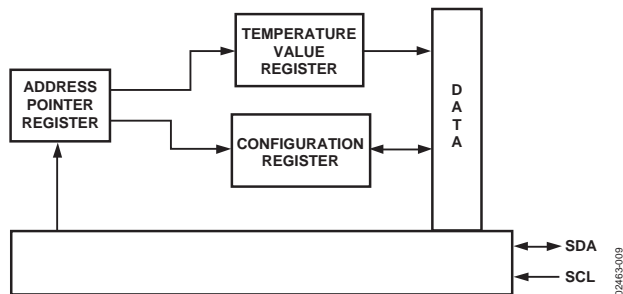 TEMPERATURE
VALUE
REGISTER
ADDRESS
POINTER
REGISTER
D
A
T
A
CONFIGURATION
REGISTER
SDA
SCL
02463-009